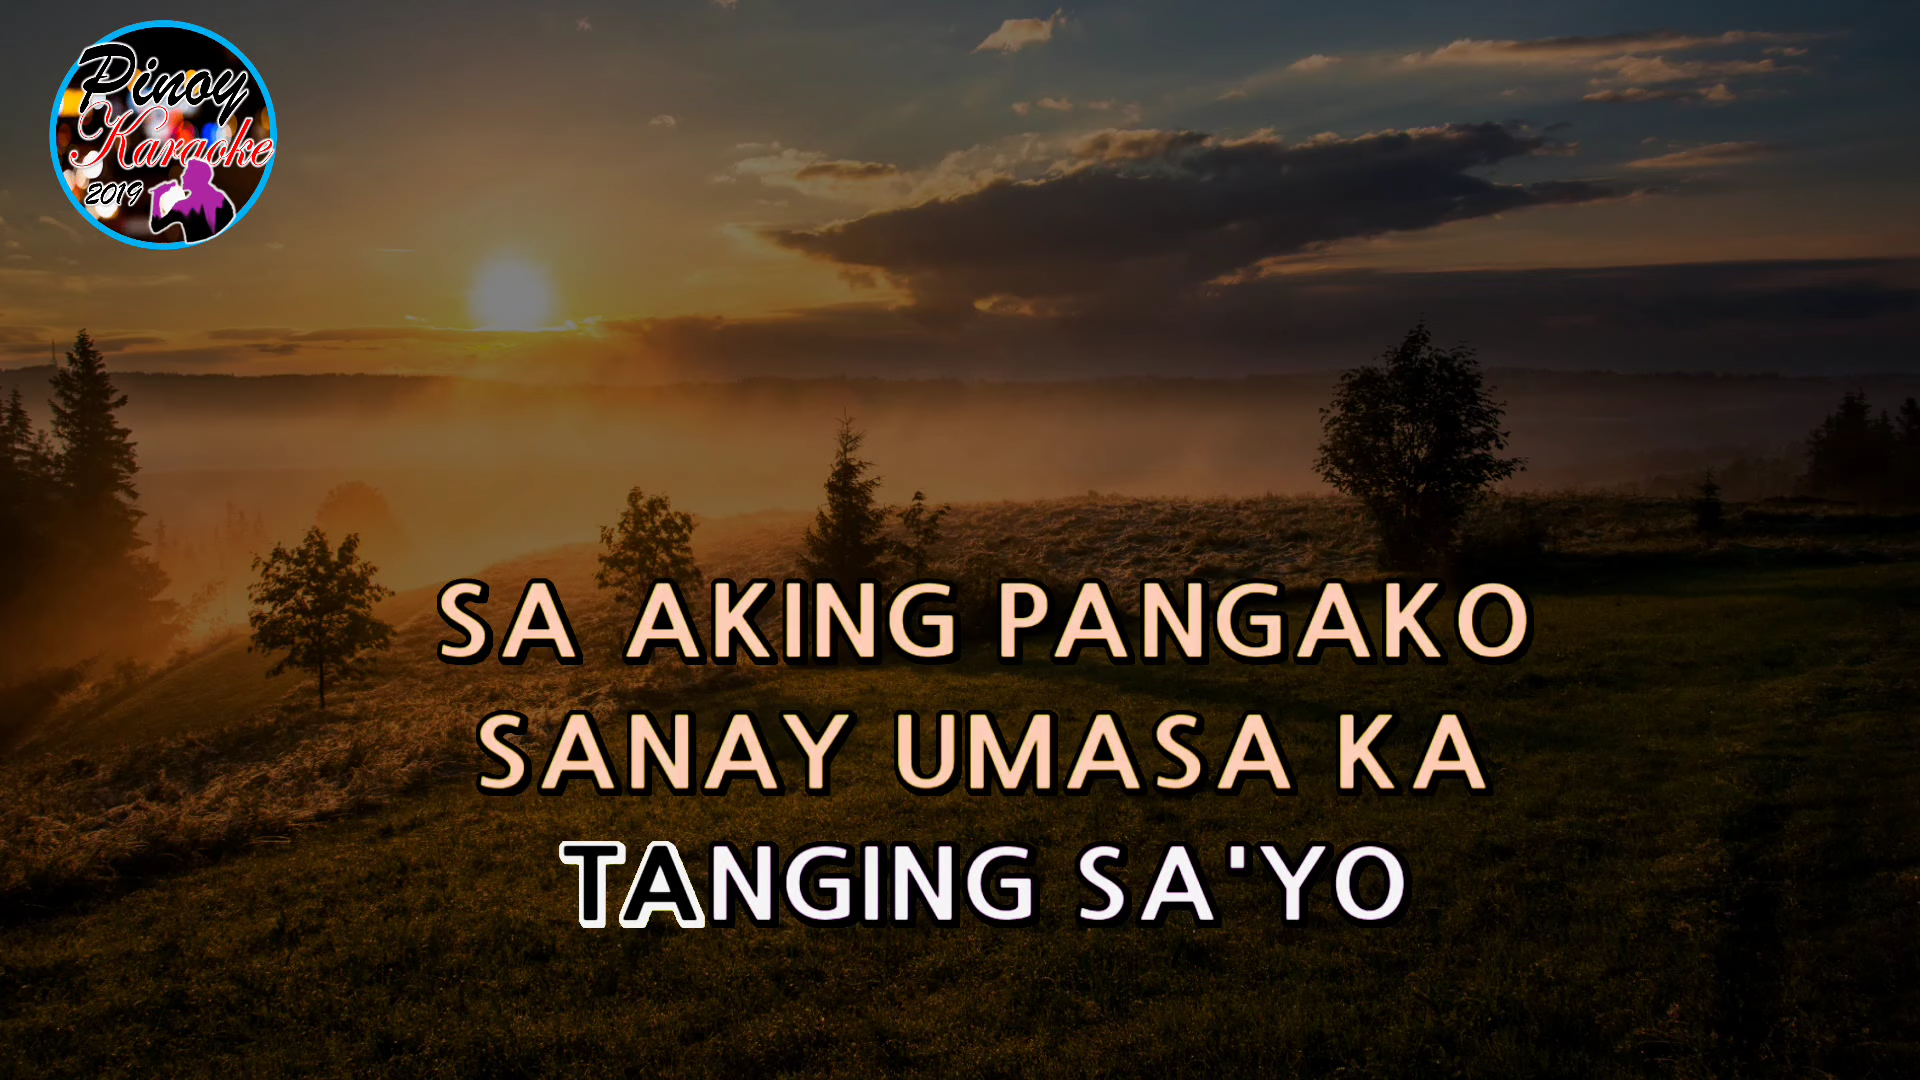 Pinoy
Karaoke
2019
SA AKING PANGAKO
SANAY UMASA KA
TANGING SA'YO